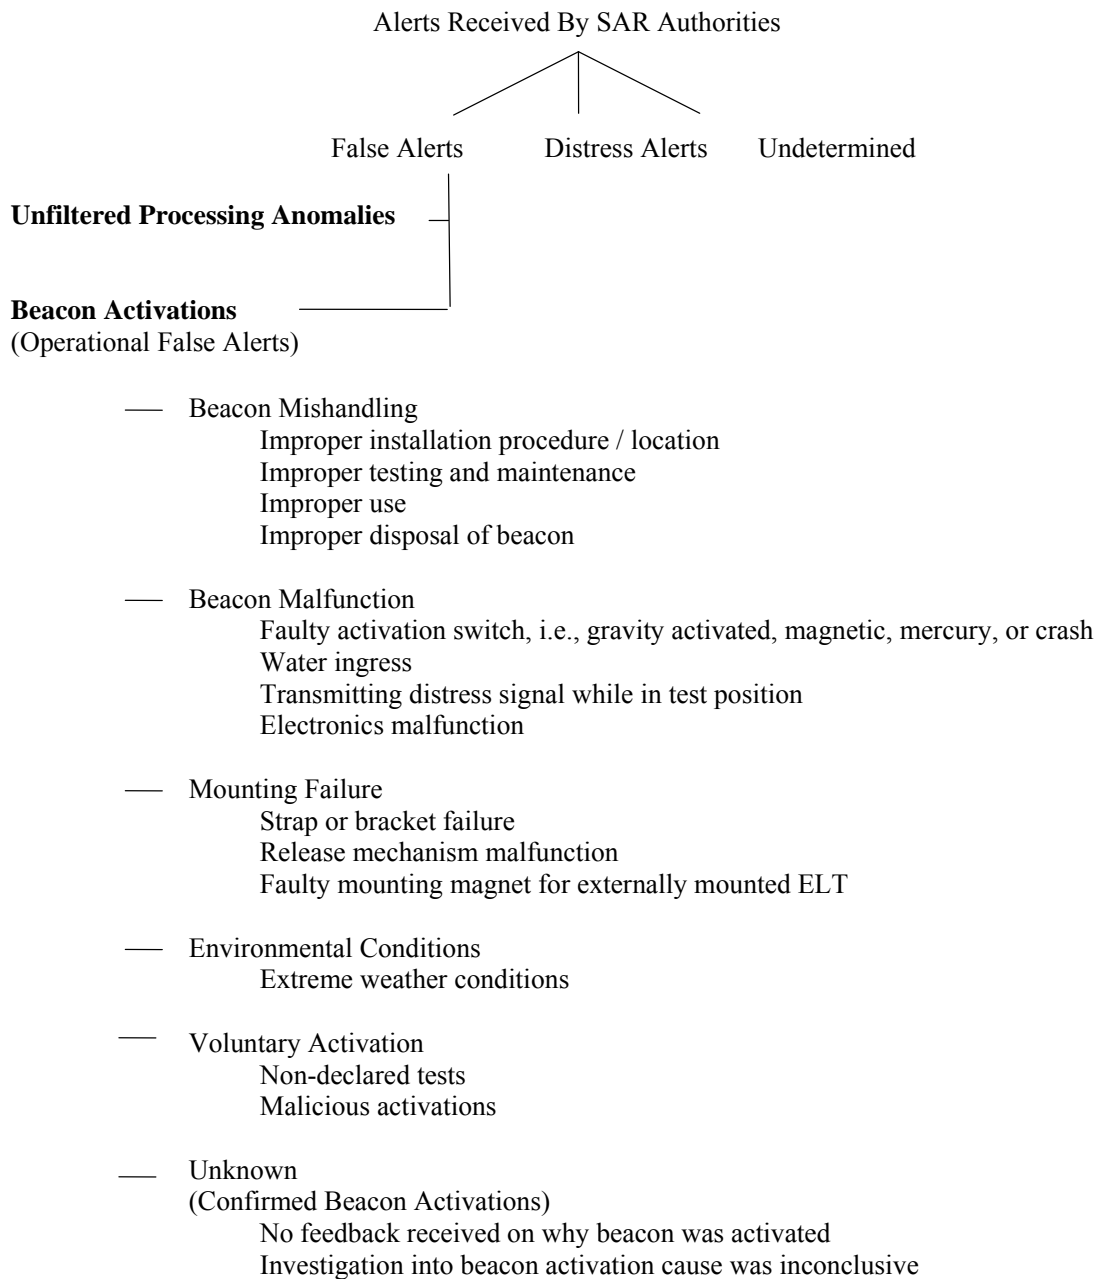 Alerts Received By SAR Authorities
False Alerts Distress Alerts Undetermined
Unfiltered Processing Anomalies
Beacon Activations
(Operational False Alerts)
Beacon Mishandling
Improper installation procedure / location
Improper testing and maintenance
Improper use
Improper disposal of beacon
Beacon Malfunction
Faulty activation switch, i.e., gravity activated, magnetic, mercury, or crash
Water ingress
Transmitting distress signal while in test position
Electronics malfunction
Mounting Failure
Strap or bracket failure
Release mechanism malfunction
Faulty mounting magnet for externally mounted ELT
Environmental Conditions
Extreme weather conditions
Voluntary Activation
Non-declared tests
Malicious activations
Unknown
(Confirmed Beacon Activations)
No feedback received on why beacon was activated
Investigation into beacon activation cause was inconclusive